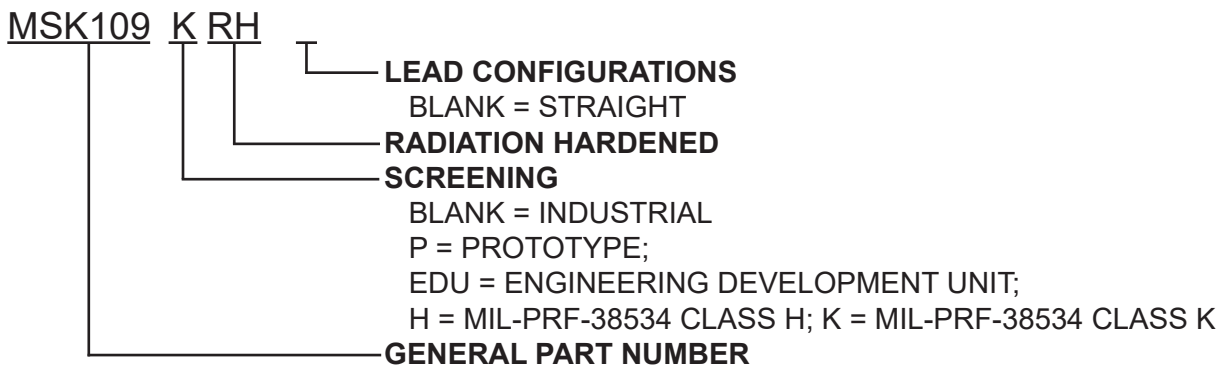 MSK109 K RH
LEAD CONFIGURATIONS
BLANK = STRAIGHT
RADIATION HARDENED
SCREENING
BLANK = INDUSTRIAL
P = PROTOTYPE;
EDU = ENGINEERING DEVELOPMENT UNIT;
H = MIL-PRF-38534 CLASS H; K = MIL-PRF-38534 CLASS K
GENERAL PART NUMBER